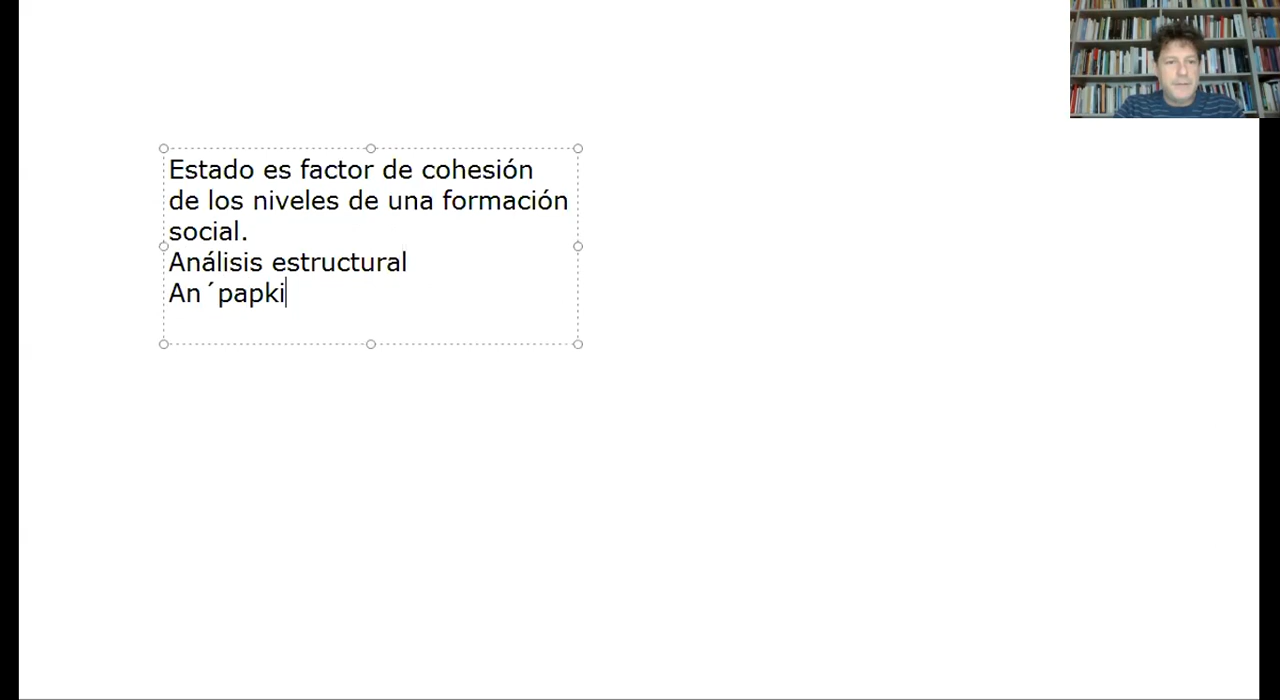 Estado es factor de cohesión
de los niveles de una formación
social.
Análisis estructural
An´papki